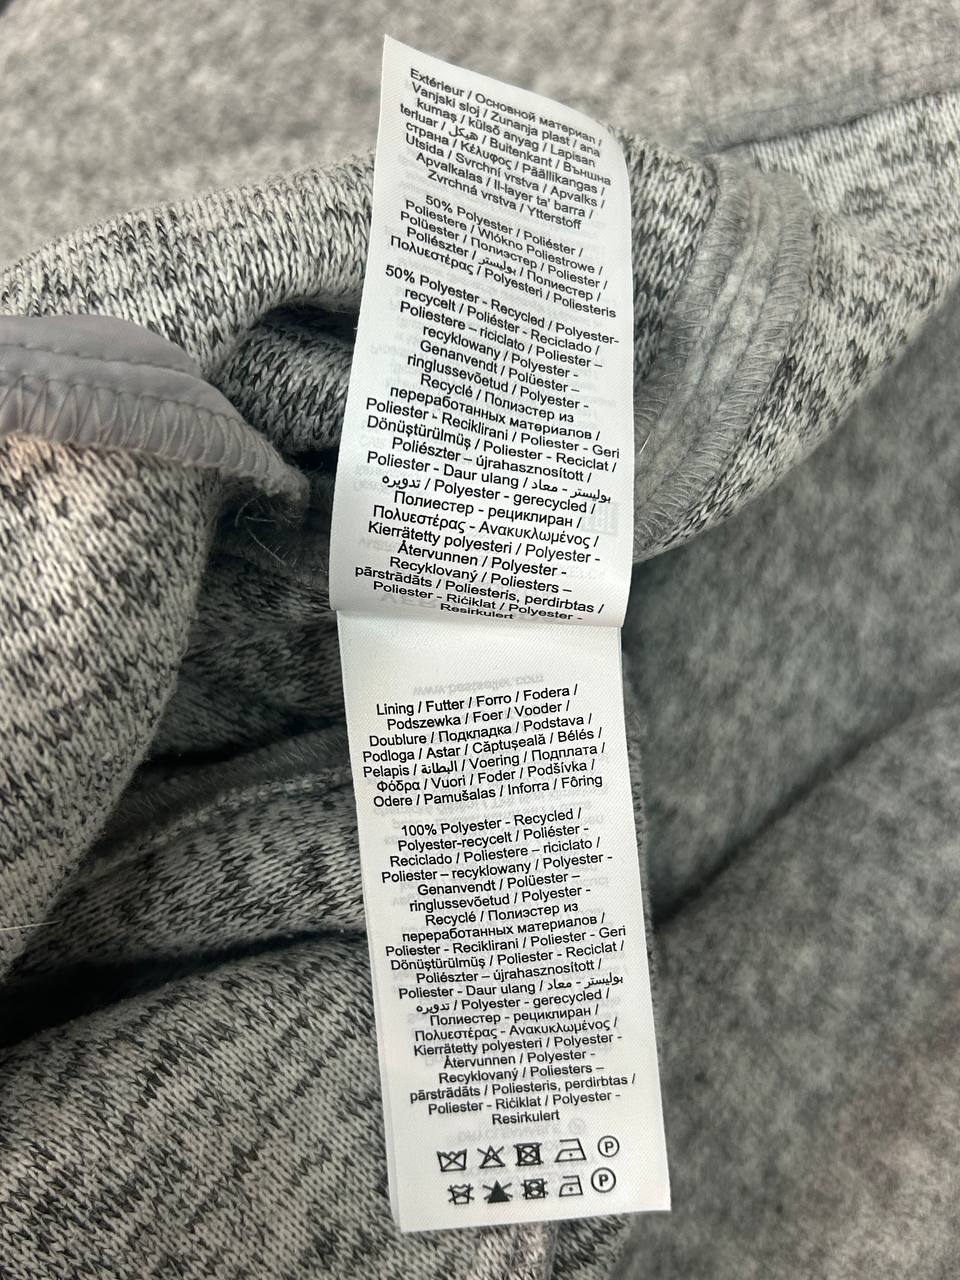 Extérieur / Основной материал /
Vanjski sloj / Zunanja plast / ana
kumaş / külső anyag / Lapisan
terluar / هيكل / Buitenkant / Външна
страна / Κέλυφος / Päällikangas /
Utsida / Svrchní vrstva / Apvalks /
Apvalkalas / Il-layer ta' barra /
Zvrchná vrstva / Ytterstoff
50% Polyester / Poliéster /
Poliestere / Włókno Poliestrowe /
Polüester / Полиэстер / Poliester /
Poliészter / بوليستر / Полиестер /
Πολυεστέρας / Polyesteri / Poliesteris
50% Polyester - Recycled / Polyester-
recycelt / Poliéster - Reciclado /
Poliestere – riciclato / Poliester –
recyklowany / Polyester -
Genanvendt / Polüester –
ringlussevõetud / Polyester -
Recyclé / Полиэстер из
переработанных материалов /
Poliester - Reciklirani / Poliester - Geri
Dönüştürülmüş / Poliester - Reciclat /
Poliészter – újrahasznosított /
Poliester - Daur ulang / بوليستر - معاد
تدويره / Polyester - gerecycled /
Полиестер - рециклиран /
Πολυεστέρας - Ανακυκλωμένος /
Kierrätetty polyesteri / Polyester -
Återvunnen / Polyester -
Recyklovaný / Poliesters –
pārstrādāts / Poliesteris, perdirbtas /
Poliester - Riċiklat / Polyester -
Resirkulert
www.bestseller.com
Lining / Futter / Forro / Fodera /
Podszewka / Foer / Vooder /
Doublure / Подкладка / Podstava /
Podloga / Astar / Căptuşeală / Bélés /
Pelapis / البطانة / Voering / Подплата /
Φόδρα / Vuori / Foder / Podšívka /
Odere / Pamušalas / Inforra / Fôring
100% Polyester - Recycled /
Polyester-recycelt / Poliéster -
Reciclado / Poliestere – riciclato /
Poliester – recyklowany / Polyester -
Genanvendt / Polüester –
ringlussevõetud / Polyester -
Recyclé / Полиэстер из
переработанных материалов /
Poliester - Reciklirani / Poliester - Geri
Dönüştürülmüş / Poliester - Reciclat /
Poliészter – újrahasznosított /
Poliester - Daur ulang / بوليستر - معاد
تدويره / Polyester - gerecycled /
Полиестер - рециклиран /
Πολυεστέρας - Ανακυκλωμένος /
Kierrätetty polyesteri / Polyester -
Återvunnen / Polyester -
Recyklovaný / Poliesters –
pārstrādāts / Poliesteris, perdirbtas /
Poliester - Riċiklat / Polyester -
Resirkulert
P
P